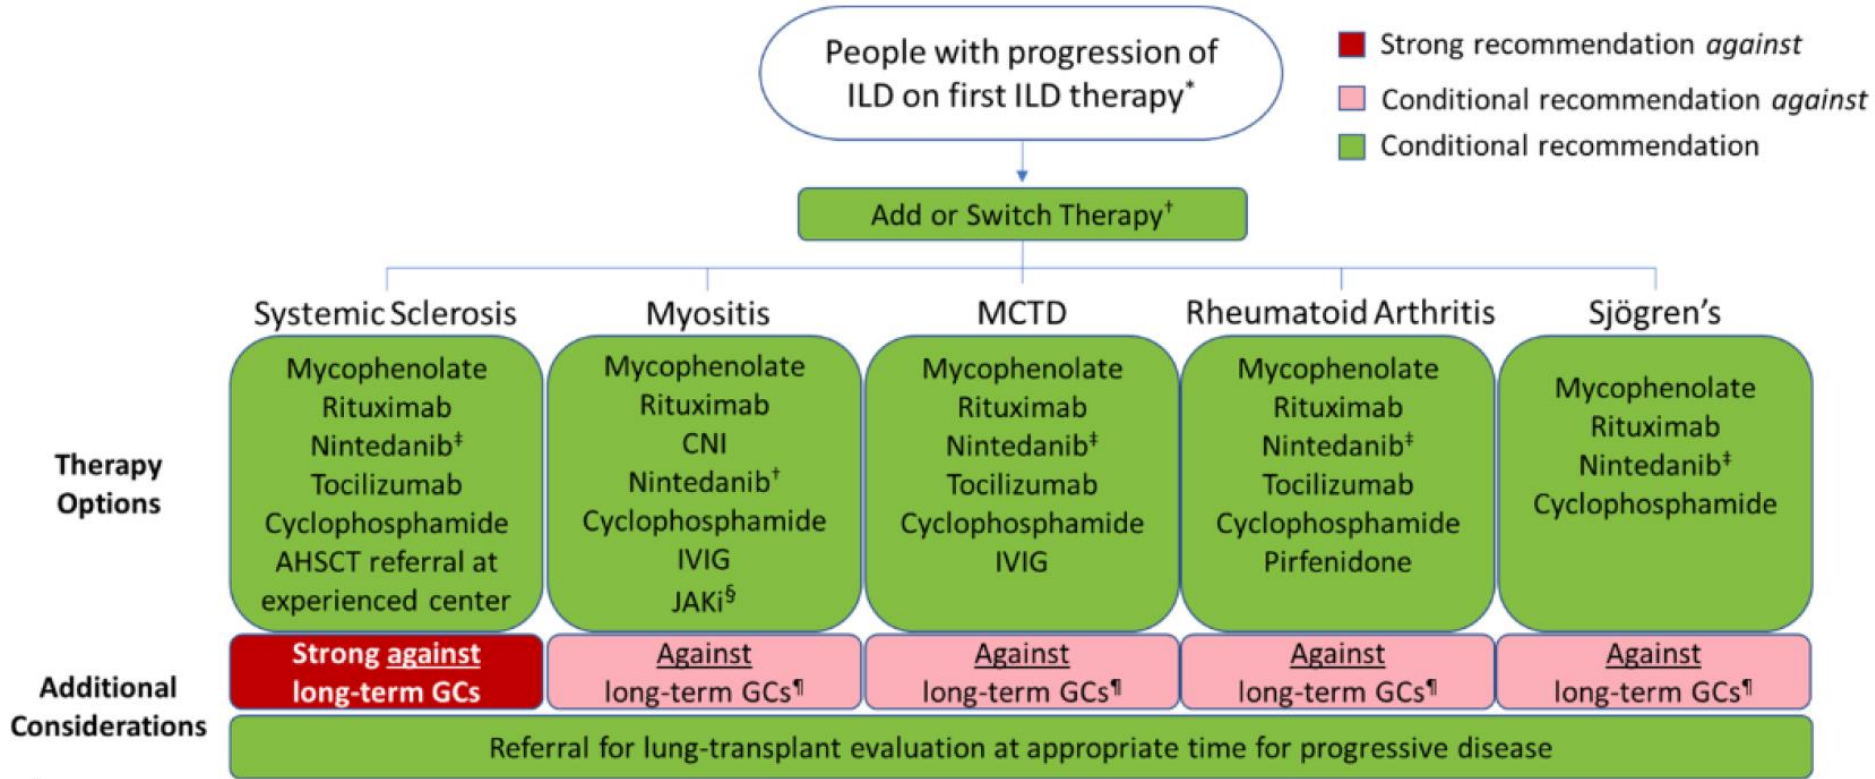 People with progression of
ILD on first ILD therapy*
Strong recommendation against
Conditional recommendation against
Conditional recommendation
Add or Switch Therapy†
Systemic Sclerosis
Myositis
MCTD
Rheumatoid Arthritis
Sjögren’s
Therapy
Options
Mycophenolate
Rituximab
Nintedanib‡
Tocilizumab
Cyclophosphamide
AHSCT referral at
experienced center
Mycophenolate
Rituximab
CNI
Nintedanib†
Cyclophosphamide
IVIG
JAKi§
Mycophenolate
Rituximab
Nintedanib‡
Tocilizumab
Cyclophosphamide
IVIG
Mycophenolate
Rituximab
Nintedanib‡
Tocilizumab
Cyclophosphamide
Pirfenidone
Mycophenolate
Rituximab
Nintedanib‡
Cyclophosphamide
Additional
Considerations
Strong against
long-term GCs
Against
long-term GCs¶
Against
long-term GCs¶
Against
long-term GCs¶
Against
long-term GCs¶
Referral for lung-transplant evaluation at appropriate time for progressive disease